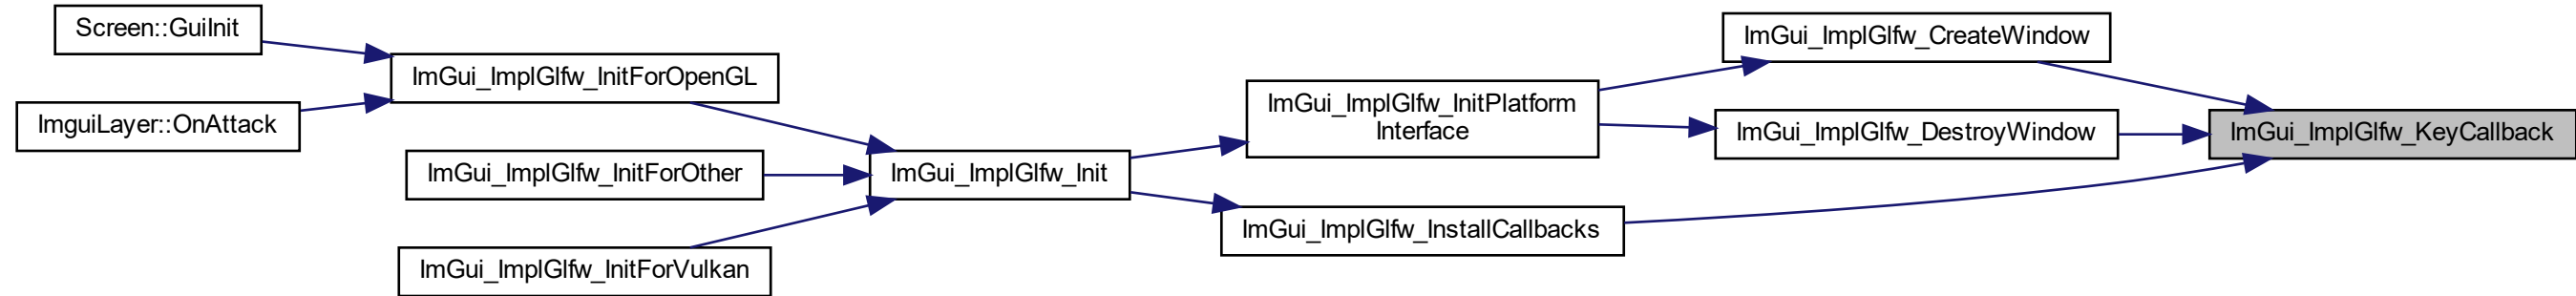 Screen::GuiInit
ImguiLayer::OnAttack
ImGui_ImplGlfw_InitForOpenGL
ImGui_ImplGlfw_InitForOther
ImGui_ImplGlfw_InitForVulkan
ImGui_ImplGlfw_Init
ImGui_ImplGlfw_InitPlatform
Interface
ImGui_ImplGlfw_InstallCallbacks
ImGui_ImplGlfw_CreateWindow
ImGui_ImplGlfw_DestroyWindow
ImGui_ImplGlfw_KeyCallback